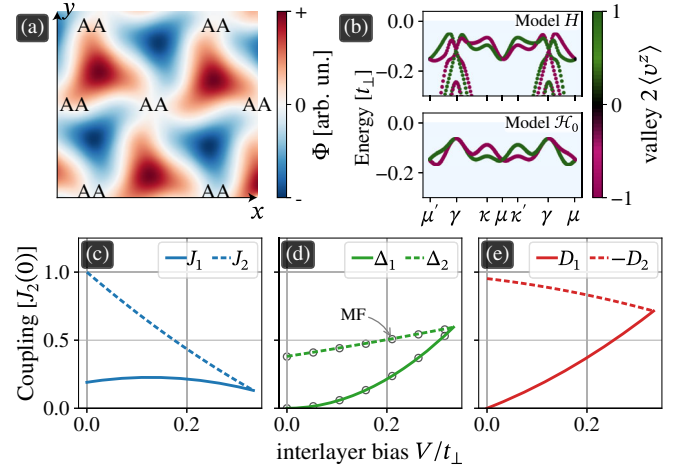 (a)
y
AA
AA
AA
AA
AA
AA
AA
x
+
0
-
Φ [arb. un.]
(b)
0.0
−0.1
−0.3
Model H
0.0
−0.2
Model ℋ₀
Energy [t⊥]
μ′ γ κ μ κ′ γ μ
1
0
−1
valley 2⟨υᶻ⟩
(c)
J₁ J₂
1.0
0.5
0.0
Coupling [J₂(0)]
0.0 0.2
(d)
Δ₁ Δ₂
MF
0.0 0.2
(e)
D₁ −D₂
0.0 0.2
interlayer bias V/t⊥